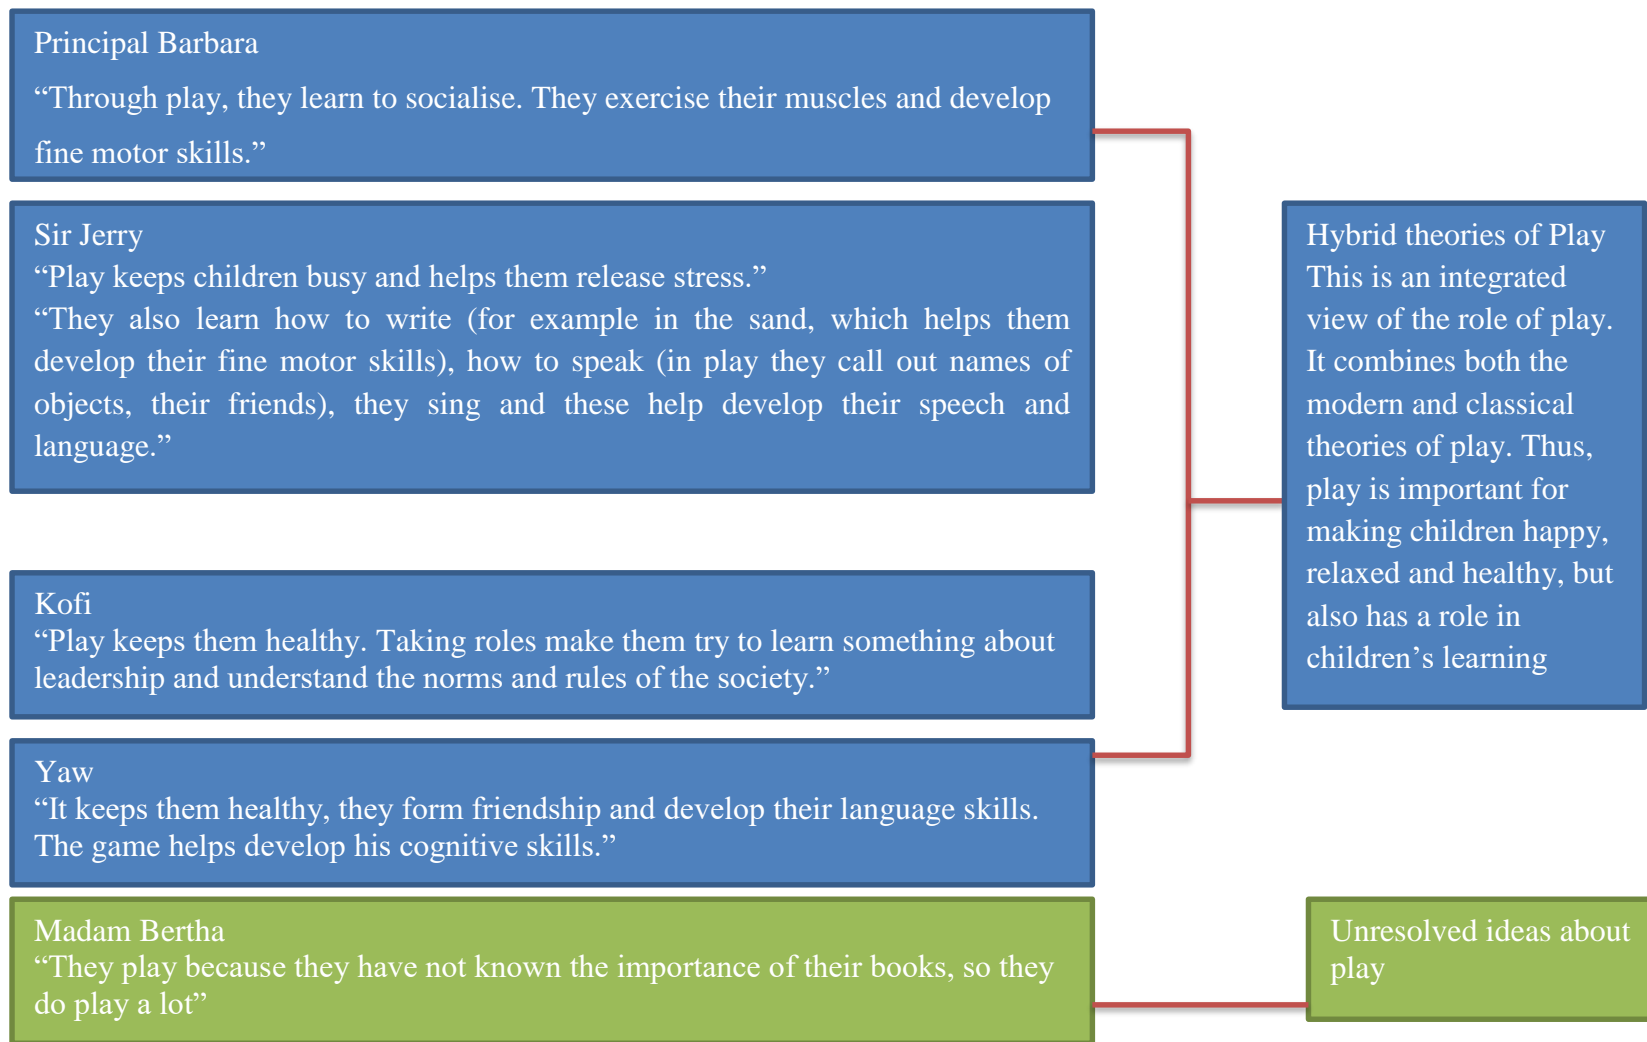 Principal Barbara
“Through play, they learn to socialise. They exercise their muscles and develop
fine motor skills.”
Sir Jerry
“Play keeps children busy and helps them release stress.”
“They also learn how to write (for example in the sand, which helps them
develop their fine motor skills), how to speak (in play they call out names of
objects, their friends), they sing and these help develop their speech and
language.”
Kofi
“Play keeps them healthy. Taking roles make them try to learn something about
leadership and understand the norms and rules of the society.”
Yaw
“It keeps them healthy, they form friendship and develop their language skills.
The game helps develop his cognitive skills.”
Hybrid theories of Play
This is an integrated
view of the role of play.
It combines both the
modern and classical
theories of play. Thus,
play is important for
making children happy,
relaxed and healthy, but
also has a role in
children’s learning
Madam Bertha
“They play because they have not known the importance of their books, so they
do play a lot”
Unresolved ideas about
play